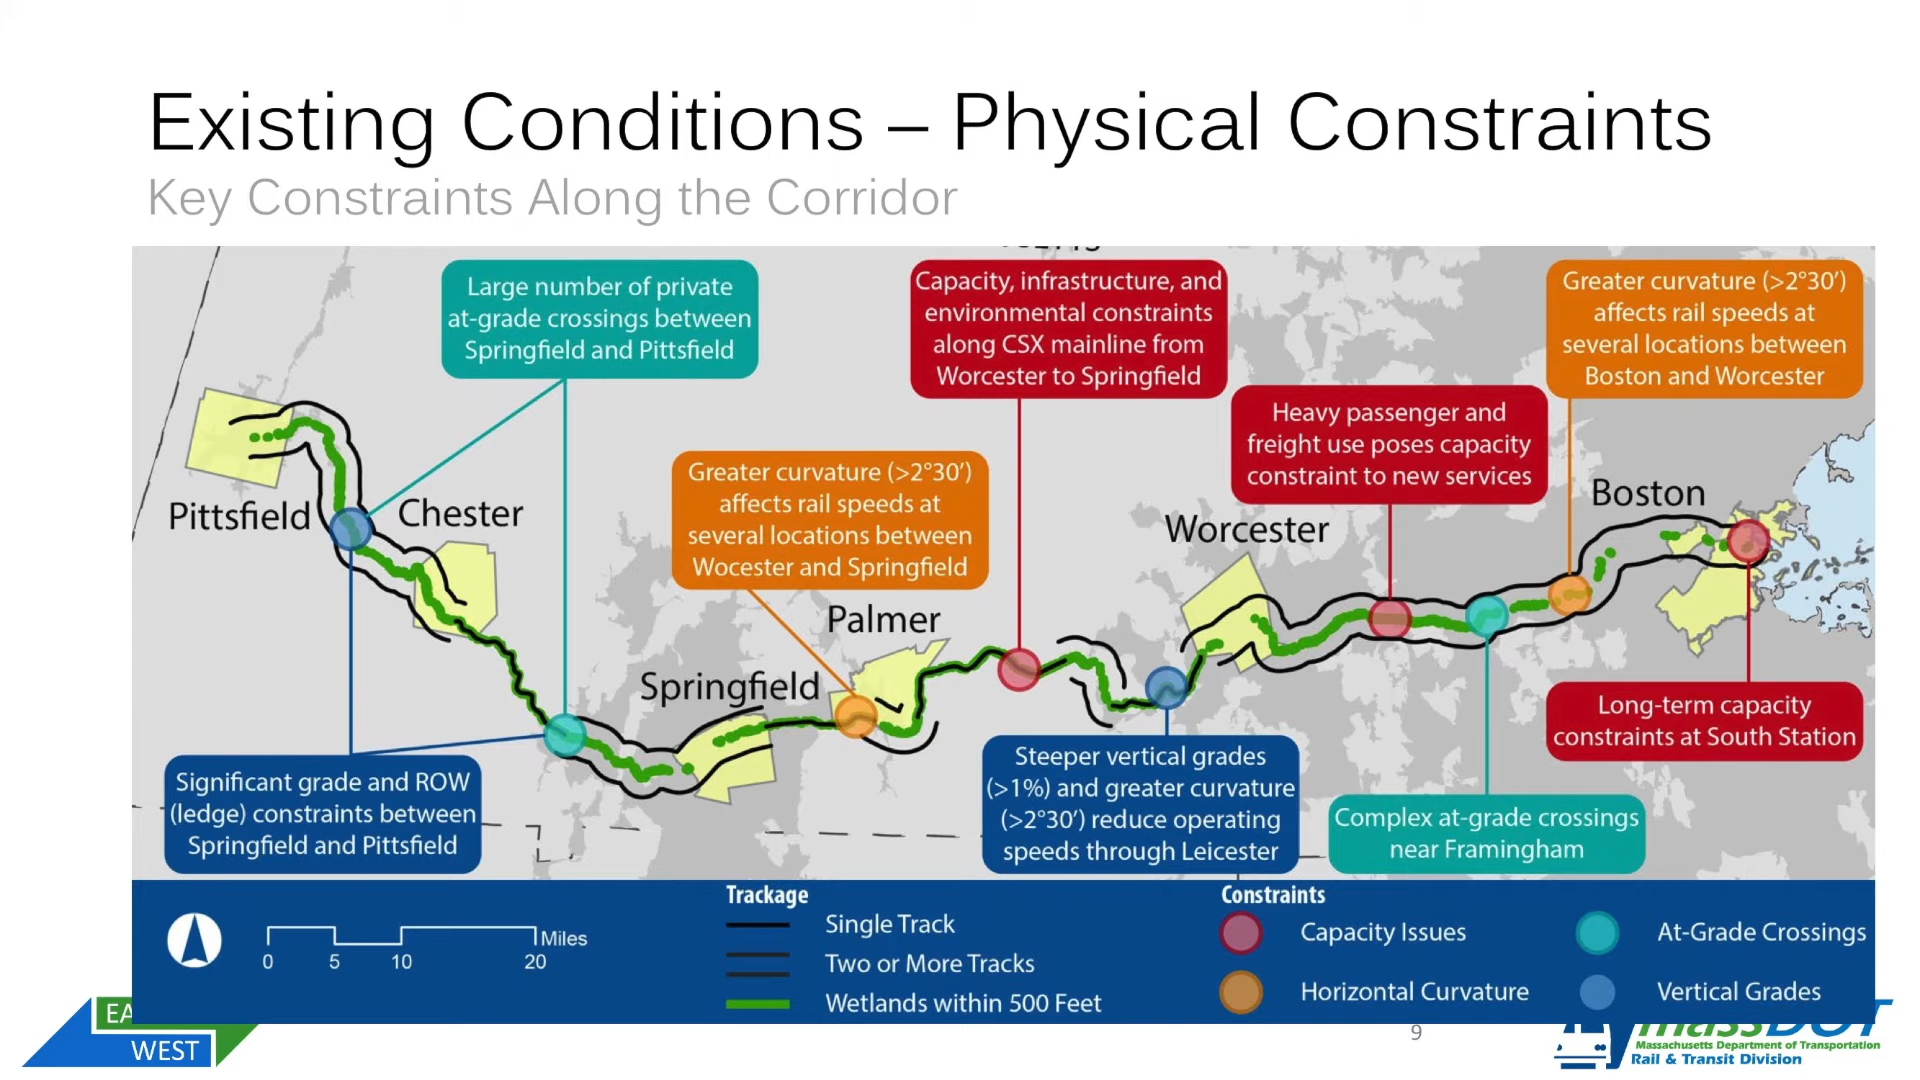 Existing Conditions – Physical Constraints
Key Constraints Along the Corridor
Large number of private
at-grade crossings between
Springfield and Pittsfield
Capacity, infrastructure, and
environmental constraints
along CSX mainline from
Worcester to Springfield
Greater curvature (>2°30’)
affects rail speeds at
several locations between
Boston and Worcester
Heavy passenger and
freight use poses capacity
constraint to new services
Greater curvature (>2°30’)
affects rail speeds at
several locations between
Wocester and Springfield
Pittsfield
Chester
Springfield
Palmer
Worcester
Boston
Significant grade and ROW
(ledge) constraints between
Springfield and Pittsfield
Steeper vertical grades
(>1%) and greater curvature
(>2°30’) reduce operating
speeds through Leicester
Complex at-grade crossings
near Framingham
Long-term capacity
constraints at South Station
0 5 10 20 Miles
Trackage
Single Track
Two or More Tracks
Wetlands within 500 Feet
Constraints
Capacity Issues
Horizontal Curvature
At-Grade Crossings
Vertical Grades
EA
WEST
9
massDOT
Massachusetts Department of Transportation
Rail & Transit Division